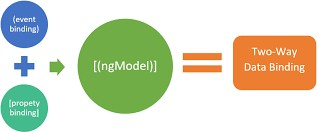 (event
binding)
[propety
binding]
[(ngModel)]
Two-Way
Data Binding